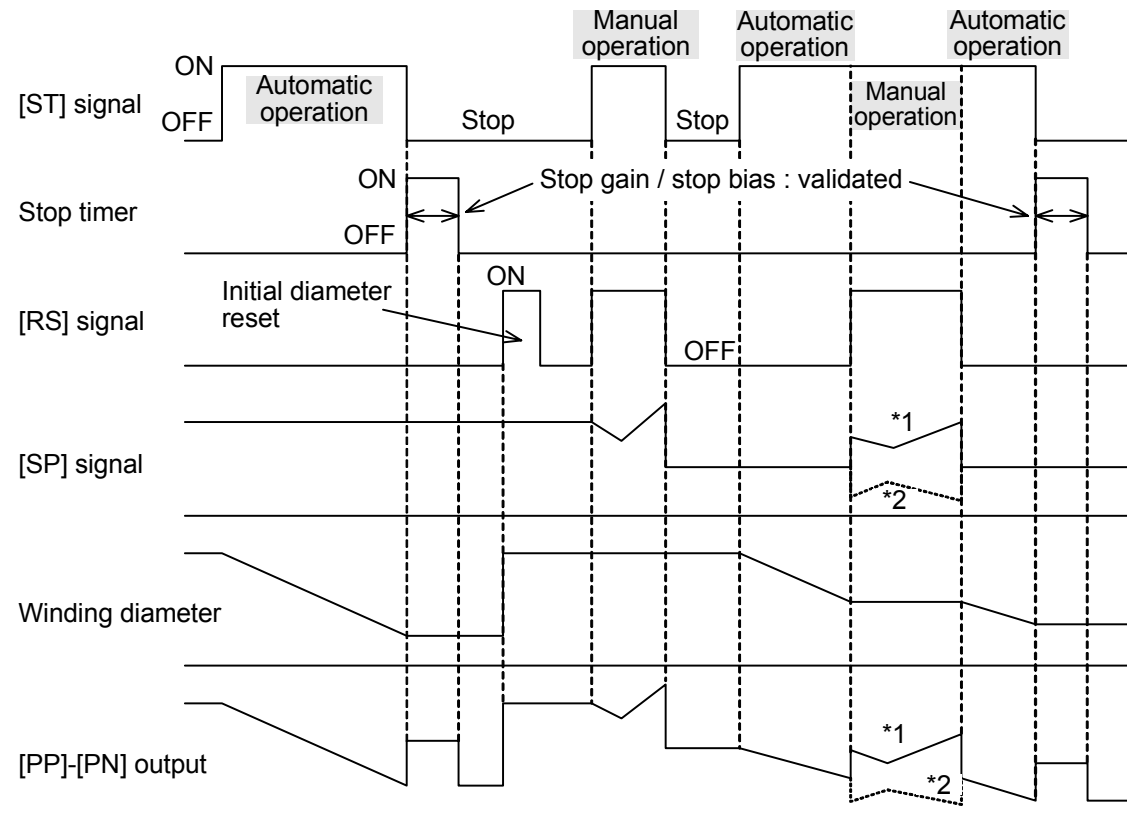 Manual
operation
Automatic
operation
Automatic
operation
ON
[ST] signal
OFF
Automatic
operation
Stop
Stop
Manual
operation
ON
Stop gain / stop bias : validated
Stop timer
OFF
ON
Initial diameter
reset
[RS] signal
OFF
*1
[SP] signal
*2
Winding diameter
*1
[PP]-[PN] output
*2